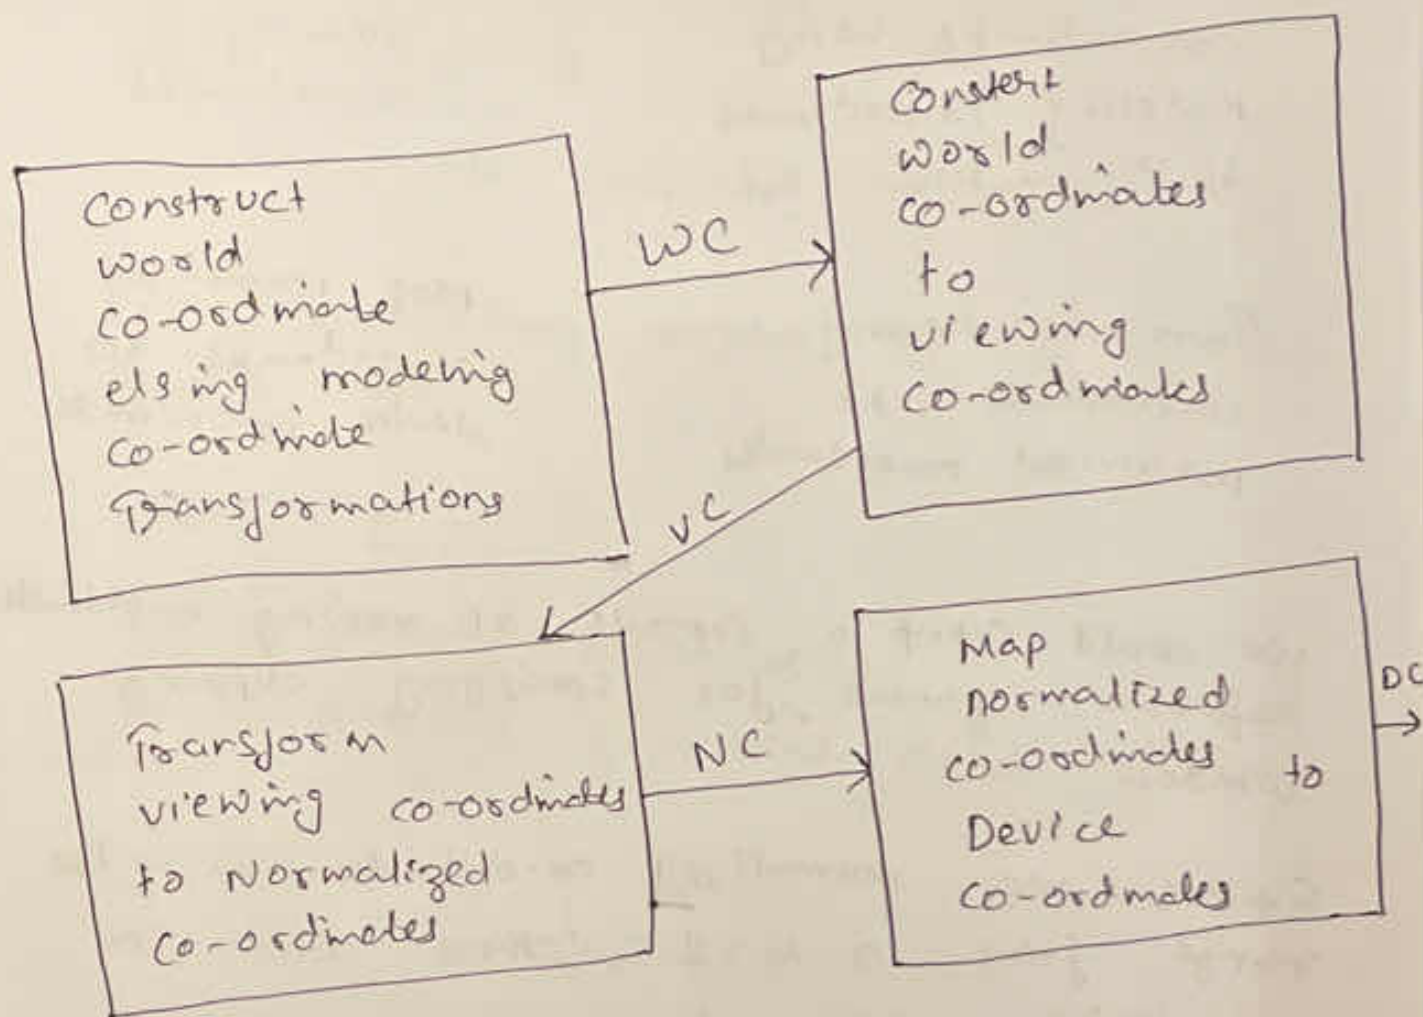 Construct
world
co-ordinate
elsing modeling
co-ordinate
Transformations
WC
Constert
world
co-ordinates
to
viewing
co-ordinates
VC
Transform
viewing co-ordinates
to Normalized
co-ordinates
NC
Map
normalized
co-ordinates to
Device
co-ordinates
DC